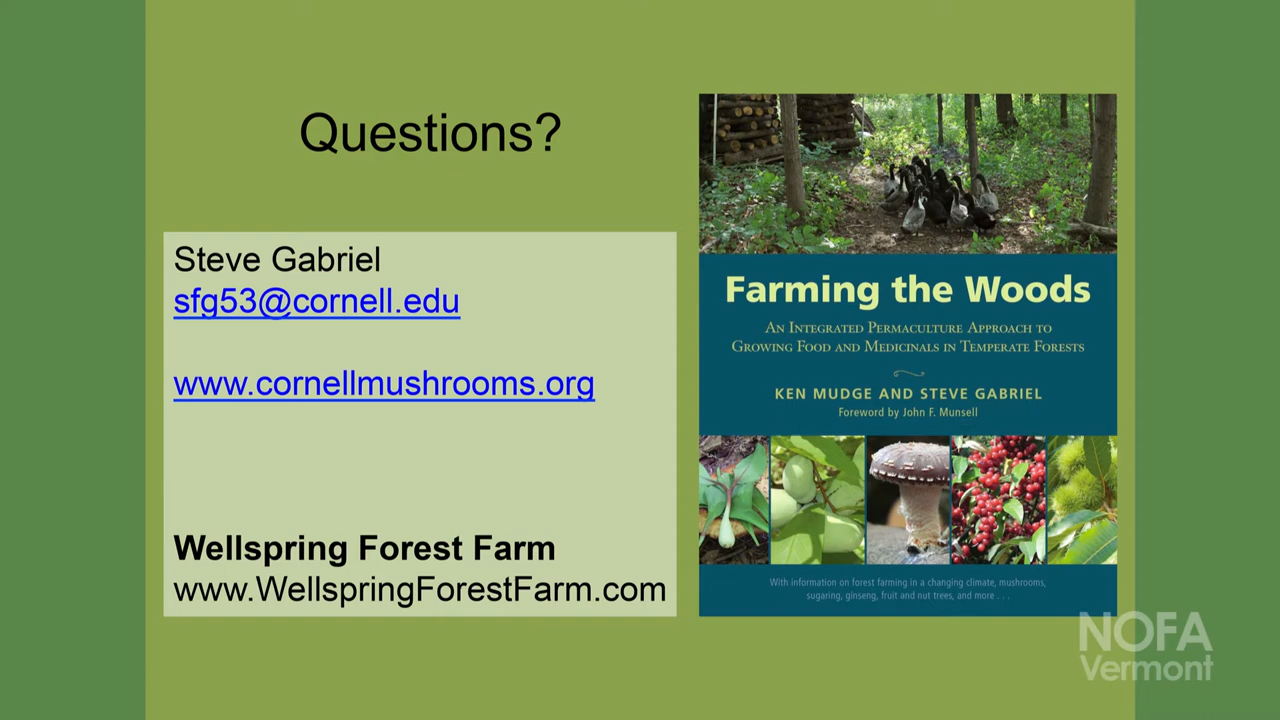 Questions?
Steve Gabriel
sfg53@cornell.edu
www.cornellmushrooms.org
Wellspring Forest Farm
www.WellspringForestFarm.com
Farming the Woods
An Integrated Permaculture Approach to
Growing Food and Medicinals in Temperate Forests
KEN MUDGE AND STEVE GABRIEL
Foreword by John F. Munsell
With information on forest farming in a changing climate, mushrooms,
sugaring, ginseng, fruit and nut trees, and more . . .
NOFA
Vermont